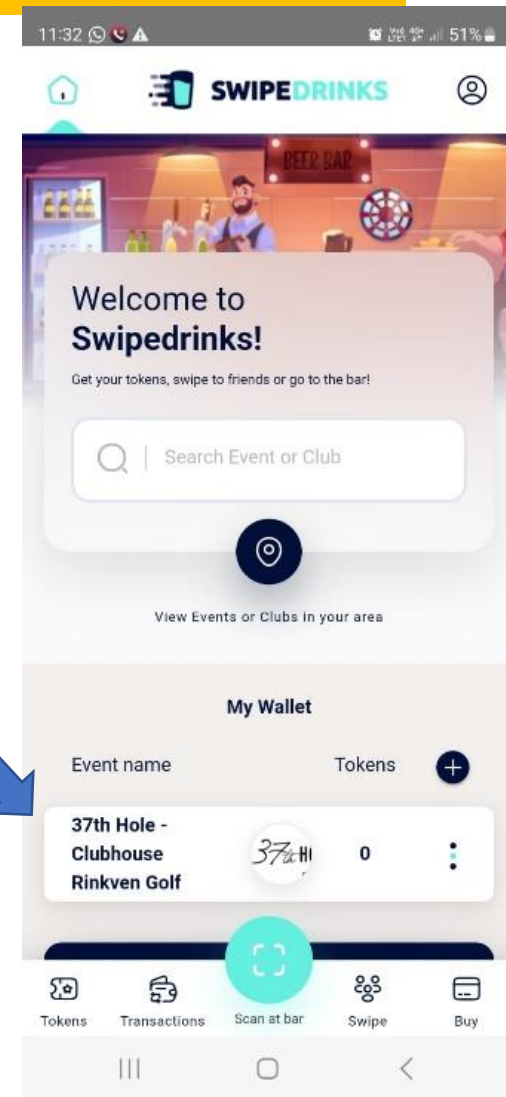 11:32 51%
SWIPEDRINKS
BEER BAR
Welcome to
Swipedrinks!
Get your tokens, swipe to friends or go to the bar!
Search Event or Club
View Events or Clubs in your area
My Wallet
Event name Tokens
37th Hole -
Clubhouse
Rinkven Golf
37th H
0
Tokens Transactions Scan at bar Swipe Buy